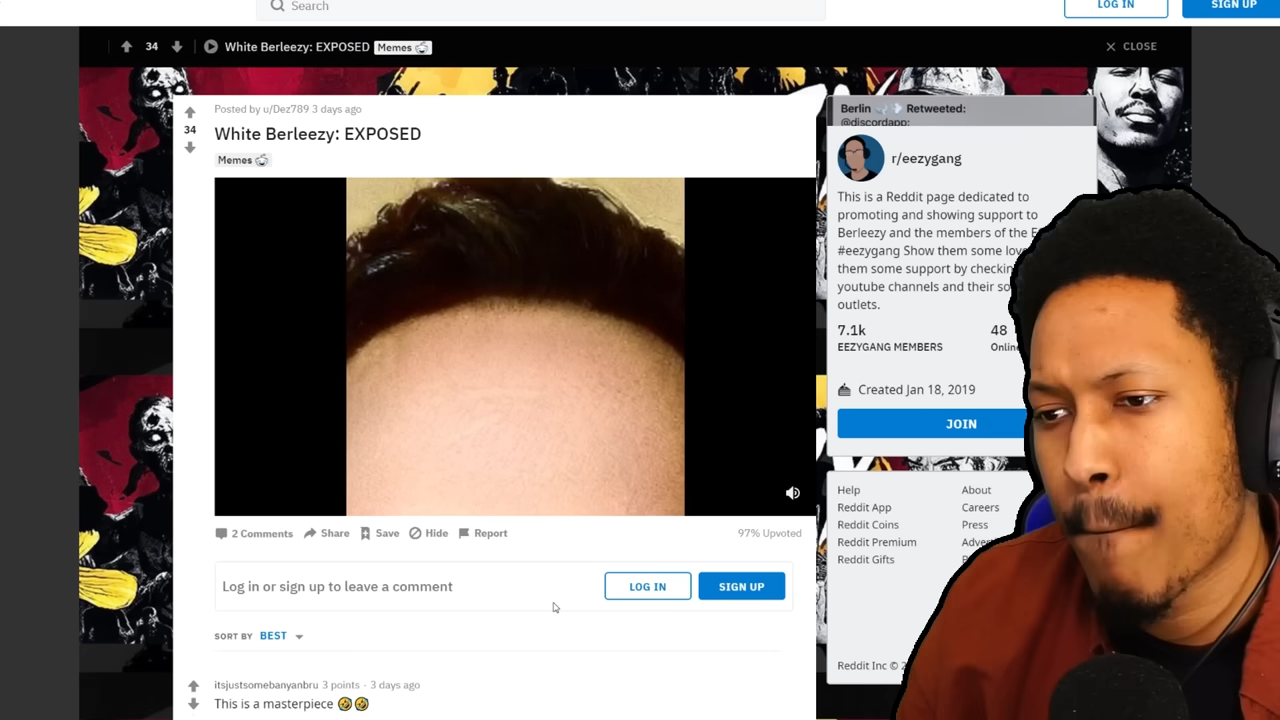 Search
LOG IN
SIGN UP
34
White Berleezy: EXPOSED
Memes
CLOSE
Posted by u/Dez789 3 days ago
34
White Berleezy: EXPOSED
Memes
2 Comments
Share
Save
Hide
Report
97% Upvoted
Log in or sign up to leave a comment
LOG IN
SIGN UP
SORT BY BEST
itsjustsomebanyanbru 3 points · 3 days ago
This is a masterpiece 🤣🤣
Berlin Retweeted:
@discordapp:
r/eezygang
This is a Reddit page dedicated to
promoting and showing support to
Berleezy and the members of the
#eezygang Show them some
them some support by
youtube channels and their
outlets.
7.1k
48
EEZYGANG MEMBERS
Online
Created Jan 18, 2019
JOIN
Help
About
Reddit App
Careers
Reddit Coins
Press
Reddit Premium
Reddit Gifts
Reddit Inc ©